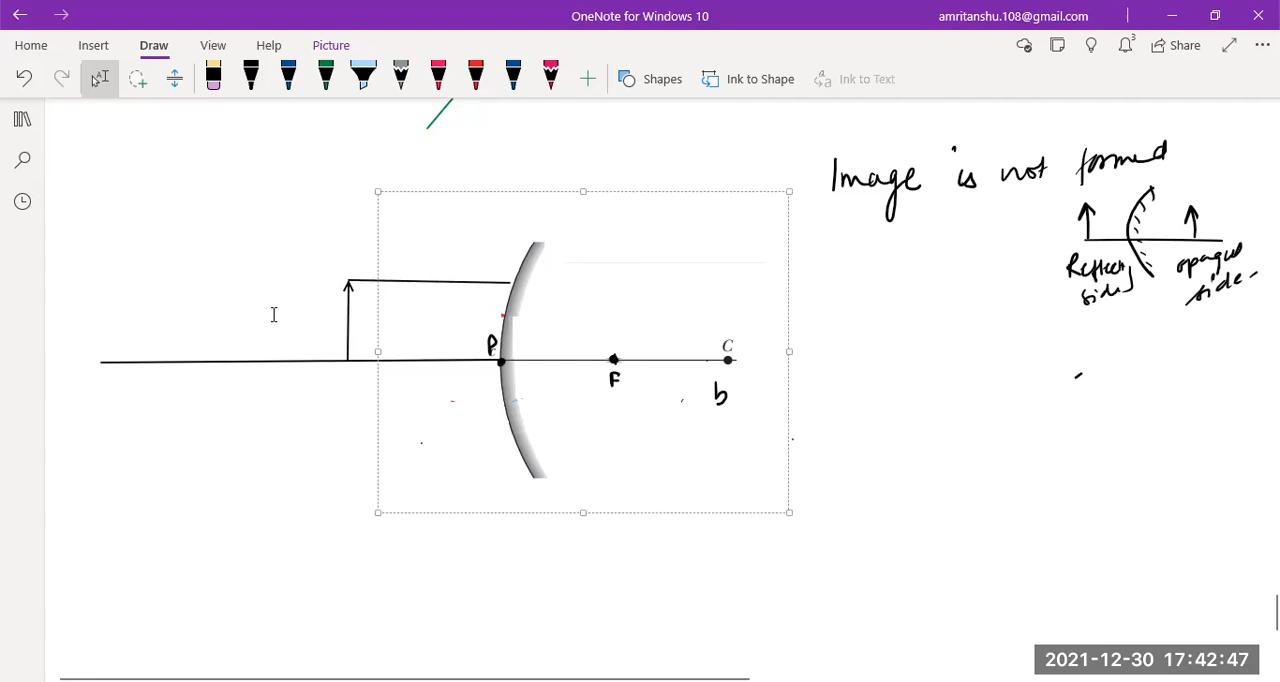 OneNote for Windows 10
amritanshu.108@gmail.com
Home Insert Draw View Help Picture
3
Share
Shapes
Ink to Shape
Ink to Text
Image is not formed
side
opaque
side
P
F
C
b
2021-12-30 17:42:47